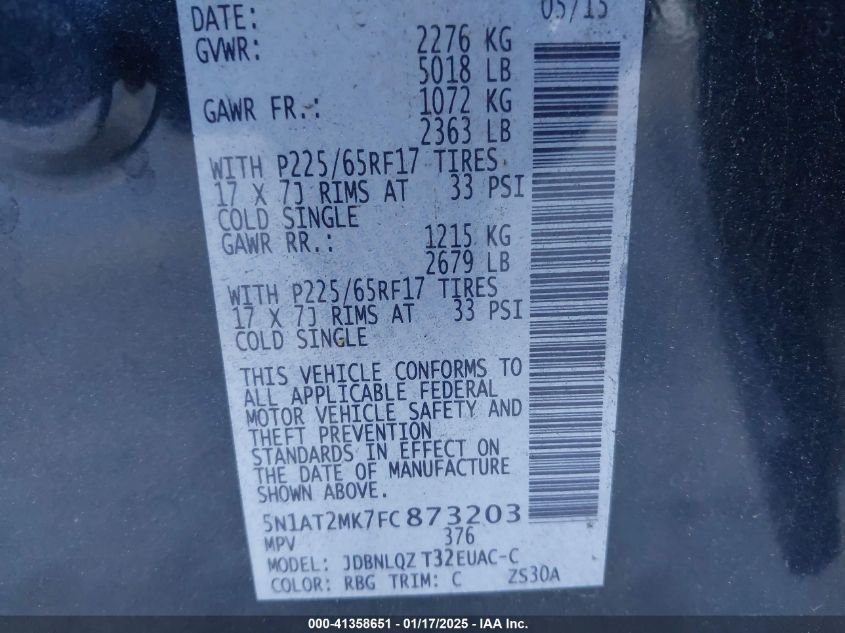 DATE: 05/15
GVWR: 2276 KG
5018 LB
GAWR FR.: 1072 KG
2363 LB
WITH P225/65RF17 TIRES
17 X 7J RIMS AT 33 PSI
COLD SINGLE
GAWR RR.: 1215 KG
2679 LB
WITH P225/65RF17 TIRES
17 X 7J RIMS AT 33 PSI
COLD SINGLE
THIS VEHICLE CONFORMS TO
ALL APPLICABLE FEDERAL
MOTOR VEHICLE SAFETY AND
THEFT PREVENTION
STANDARDS IN EFFECT ON
THE DATE OF MANUFACTURE
SHOWN ABOVE.
5N1AT2MK7FC873203
MPV 376
MODEL: JDBNLQZ T32EUAC-C
COLOR: RBG TRIM: C ZS30A
000-41358651 - 01/17/2025 - IAA Inc.